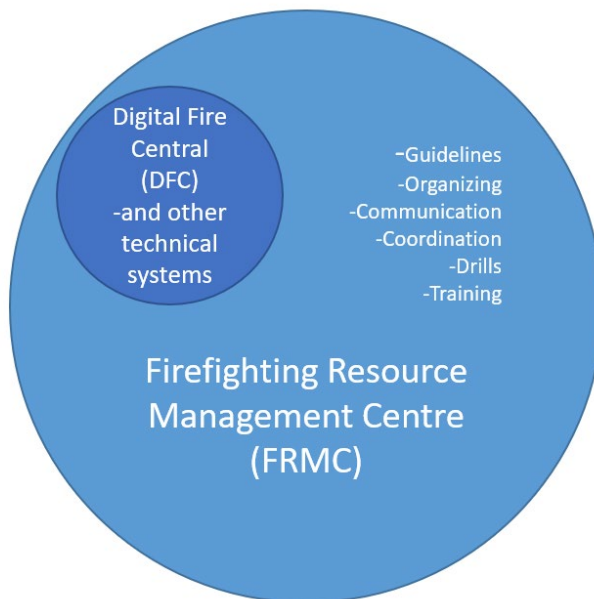 Digital Fire
Central
(DFC)
-and other
technical
systems
-Guidelines
-Organizing
-Communication
-Coordination
-Drills
-Training
Firefighting Resource
Management Centre
(FRMC)